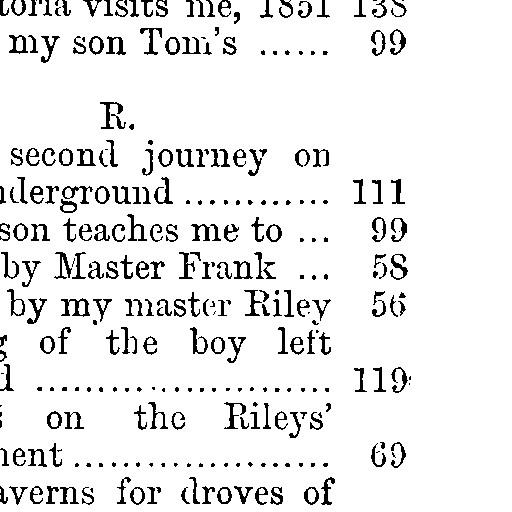 toria visits me, 1851 138
my son Tom's ...... 99
R.
second journey on
nderground ............ 111
son teaches me to ... 99
by Master Frank ... 58
by my master Riley 56
g of the boy left
d ........................ 119
s on the Rileys'
ment ..................... 69
averns for droves of